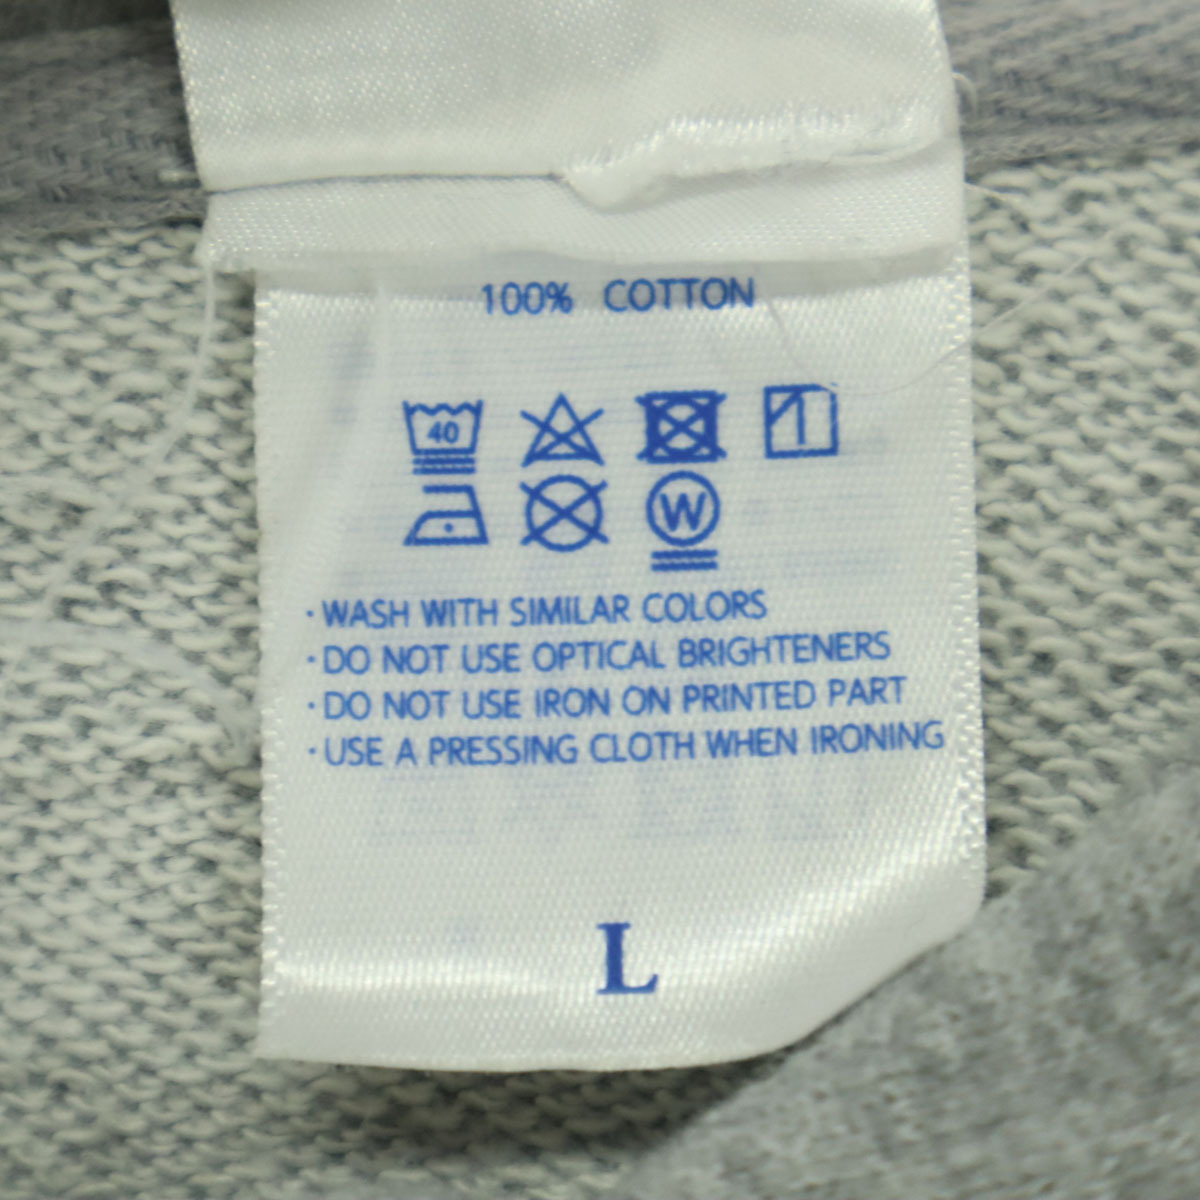 100% COTTON
40
W
· WASH WITH SIMILAR COLORS
· DO NOT USE OPTICAL BRIGHTENERS
· DO NOT USE IRON ON PRINTED PART
· USE A PRESSING CLOTH WHEN IRONING
L